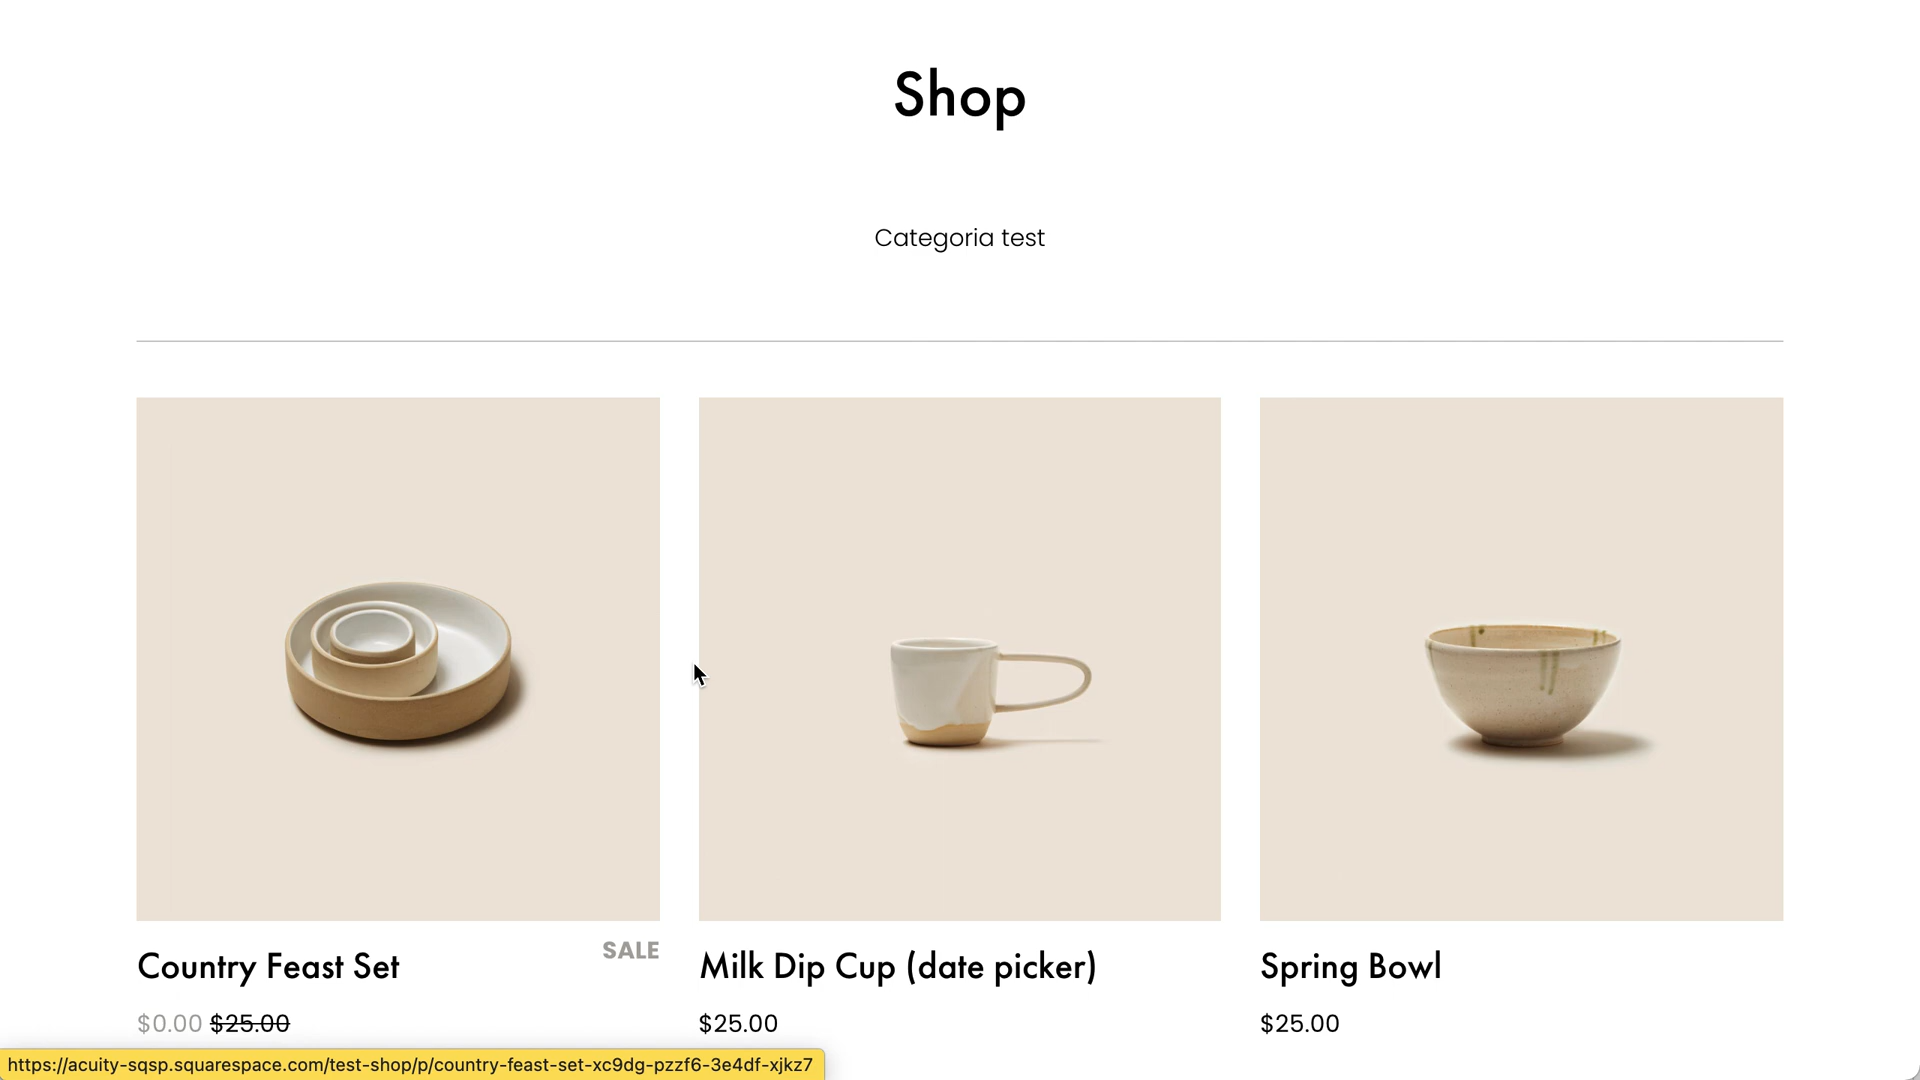 Shop
Categoria test
Country Feast Set
SALE
$0.00 $25.00
Milk Dip Cup (date picker)
$25.00
Spring Bowl
$25.00
https://acuity-sqsp.squarespace.com/test-shop/p/country-feast-set-xc9dg-pzzf6-3e4df-xjkz7